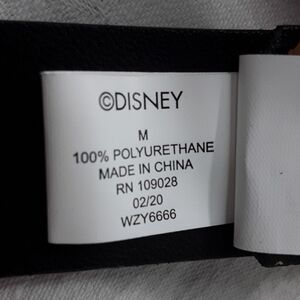 ©DISNEY
M
100% POLYURETHANE
MADE IN CHINA
RN 109028
02/20
WZY6666